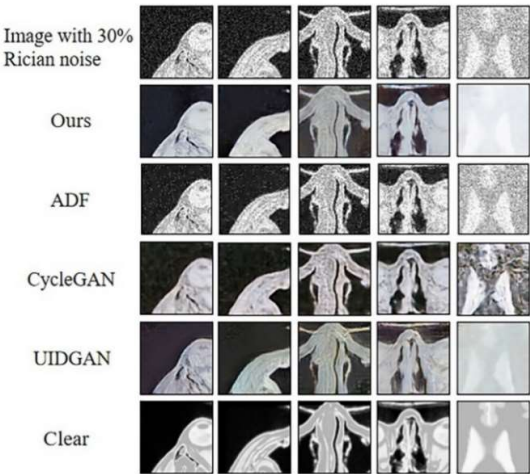 Image with 30%
Rician noise
Ours
ADF
CycleGAN
UIDGAN
Clear